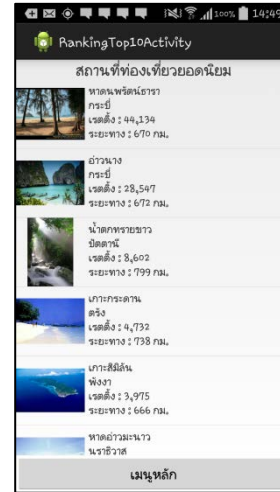 100% 14:49
RankingTop10Activity
สถานที่ท่องเที่ยวยอดนิยม
หาดนพรัตน์ธารา
กระบี่
เรตติ้ง : 44,134
ระยะทาง : 670 กม.
อ่าวนาง
กระบี่
เรตติ้ง : 28,547
ระยะทาง : 672 กม.
น้ำตกทรายขาว
ปัตตานี
เรตติ้ง : 8,602
ระยะทาง : 799 กม.
เกาะกระดาน
ตรัง
เรตติ้ง : 4,732
ระยะทาง : 738 กม.
เกาะสิมิลัน
พังงา
เรตติ้ง : 3,975
ระยะทาง : 666 กม.
หาดอ่าวมะนาว
นราธิวาส
เมนูหลัก